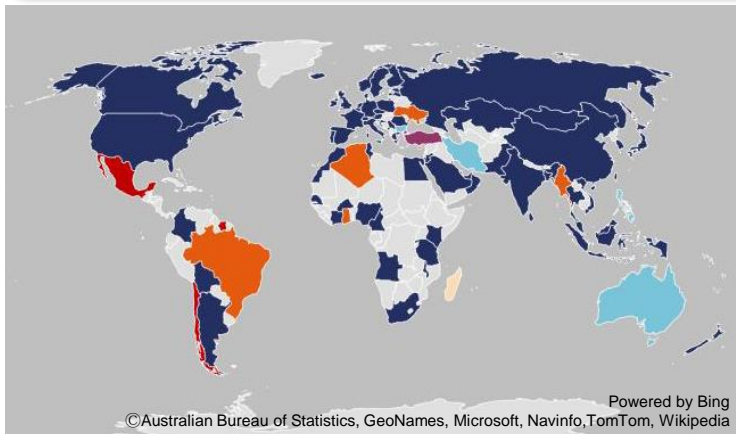 Powered by Bing
©Australian Bureau of Statistics, GeoNames, Microsoft, Navinfo,TomTom, Wikipedia